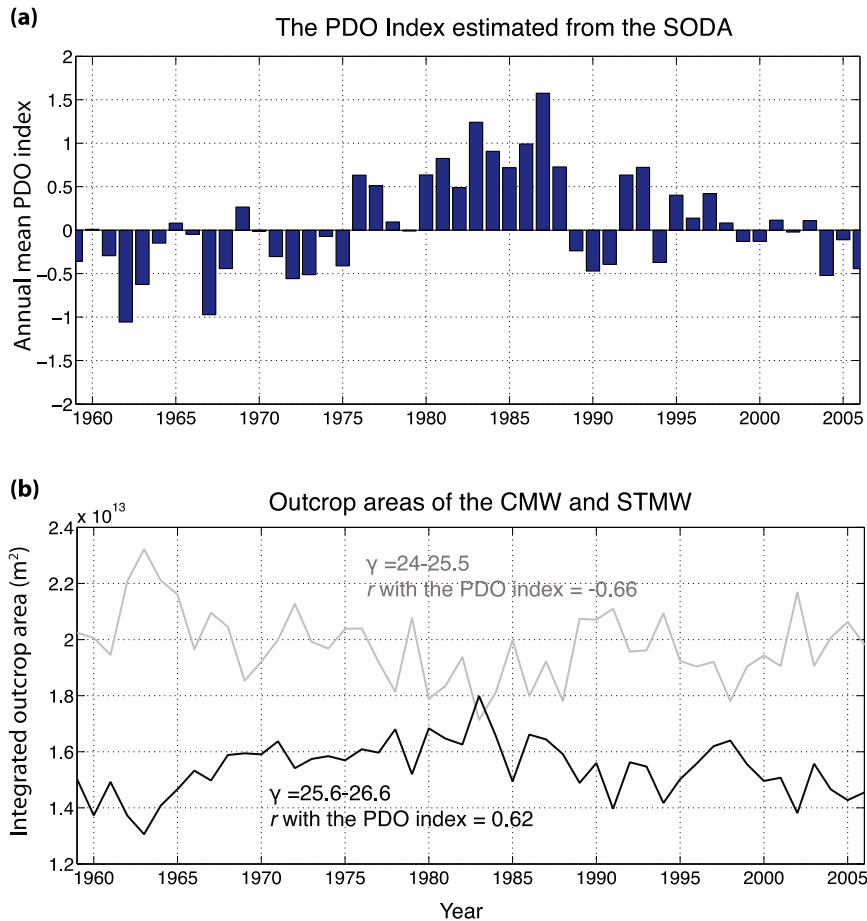 (a)
The PDO Index estimated from the SODA
Annual mean PDO index
2
1.5
1
0.5
0
−0.5
−1
−1.5
−2
1960 1965 1970 1975 1980 1985 1990 1995 2000 2005
(b)
Outcrop areas of the CMW and STMW
x 10^13
Integrated outcrop area (m²)
2.4
2.2
2
1.8
1.6
1.4
1.2
γ =24-25.5
r with the PDO index = -0.66
γ =25.6-26.6
r with the PDO index = 0.62
1960 1965 1970 1975 1980 1985 1990 1995 2000 2005
Year